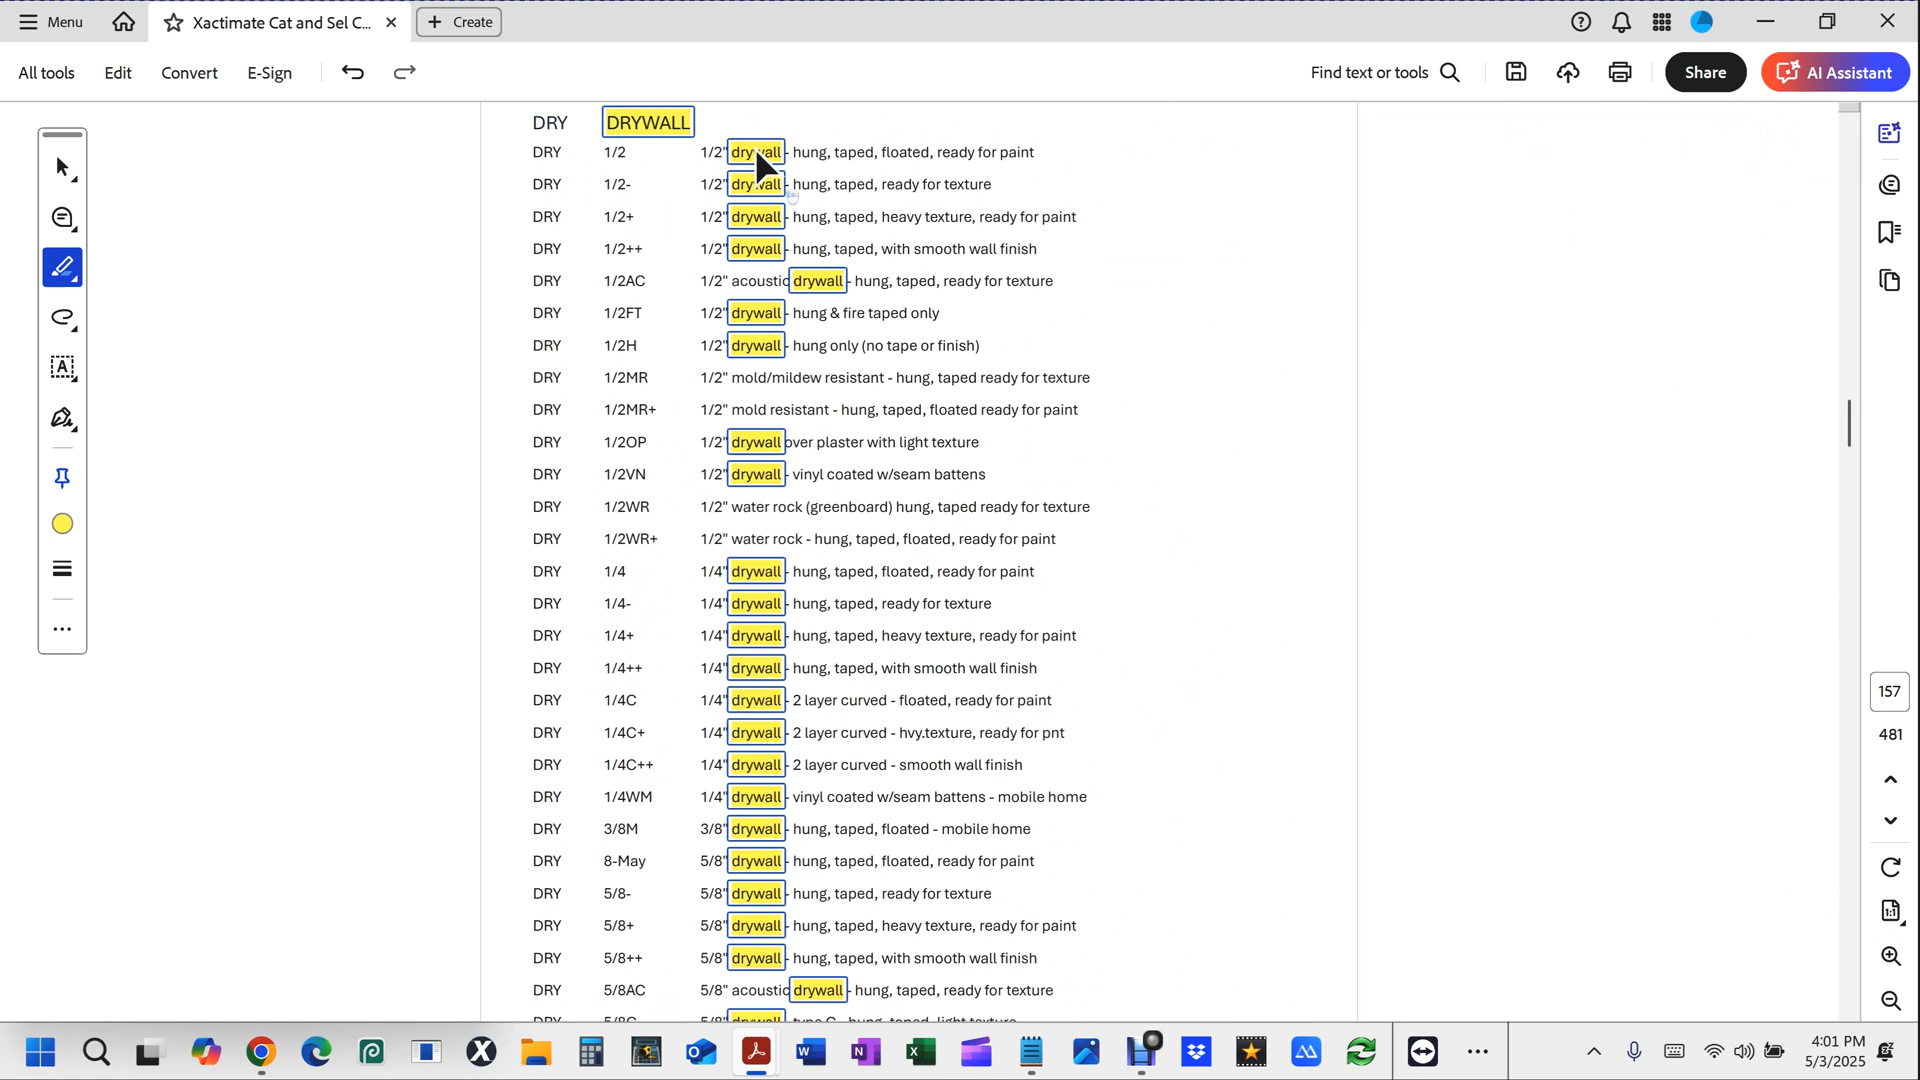 Menu
Xactimate Cat and Sel C...
+ Create
All tools
Edit
Convert
E-Sign
Find text or tools
Share
AI Assistant
DRY DRYWALL
DRY 1/2 1/2" drywall - hung, taped, floated, ready for paint
DRY 1/2- 1/2" drywall - hung, taped, ready for texture
DRY 1/2+ 1/2" drywall - hung, taped, heavy texture, ready for paint
DRY 1/2++ 1/2" drywall - hung, taped, with smooth wall finish
DRY 1/2AC 1/2" acoustic drywall - hung, taped, ready for texture
DRY 1/2FT 1/2" drywall - hung & fire taped only
DRY 1/2H 1/2" drywall - hung only (no tape or finish)
DRY 1/2MR 1/2" mold/mildew resistant - hung, taped ready for texture
DRY 1/2MR+ 1/2" mold resistant - hung, taped, floated ready for paint
DRY 1/2OP 1/2" drywall over plaster with light texture
DRY 1/2VN 1/2" drywall - vinyl coated w/seam battens
DRY 1/2WR 1/2" water rock (greenboard) hung, taped ready for texture
DRY 1/2WR+ 1/2" water rock - hung, taped, floated, ready for paint
DRY 1/4 1/4" drywall - hung, taped, floated, ready for paint
DRY 1/4- 1/4" drywall - hung, taped, ready for texture
DRY 1/4+ 1/4" drywall - hung, taped, heavy texture, ready for paint
DRY 1/4++ 1/4" drywall - hung, taped, with smooth wall finish
DRY 1/4C 1/4" drywall - 2 layer curved - floated, ready for paint
DRY 1/4C+ 1/4" drywall - 2 layer curved - hvy.texture, ready for pnt
DRY 1/4C++ 1/4" drywall - 2 layer curved - smooth wall finish
DRY 1/4WM 1/4" drywall - vinyl coated w/seam battens - mobile home
DRY 3/8M 3/8" drywall - hung, taped, floated - mobile home
DRY 8-May 5/8" drywall - hung, taped, floated, ready for paint
DRY 5/8- 5/8" drywall - hung, taped, ready for texture
DRY 5/8+ 5/8" drywall - hung, taped, heavy texture, ready for paint
DRY 5/8++ 5/8" drywall - hung, taped, with smooth wall finish
DRY 5/8AC 5/8" acoustic drywall - hung, taped, ready for texture
157
481
4:01 PM
5/3/2025